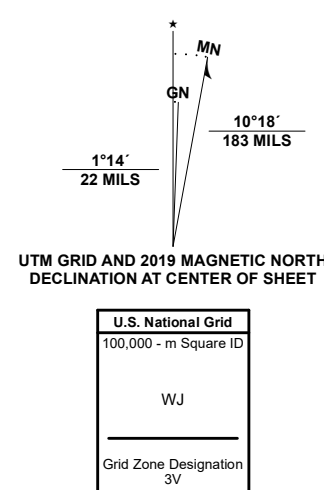 ★
MN
GN
10°18´
183 MILS
1°14´
22 MILS
UTM GRID AND 2019 MAGNETIC NORTH
DECLINATION AT CENTER OF SHEET
U.S. National Grid
100,000 - m Square ID
WJ
Grid Zone Designation
3V